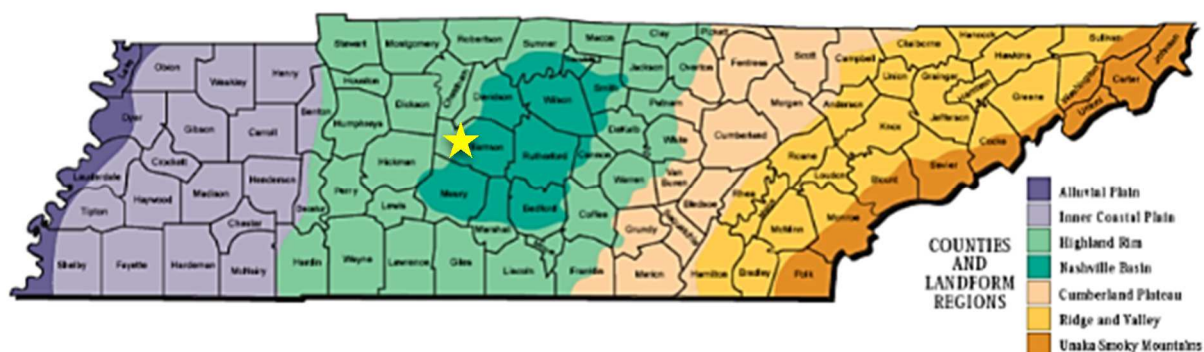 Stewart
Montgomery
Robertson
Sumner
Macon
Clay
Pickett
Scott
Campbell
Claiborne
Hancock
Hawkins
Sullivan
Johnson
Lake
Obion
Weakley
Henry
Houston
Cheatham
Davidson
Wilson
Smith
Jackson
Overton
Fentress
Union
Grainger
Hamblen
Greene
Washington
Carter
Unicoi
Dyer
Gibson
Carroll
Benton
Humphreys
Dickson
Putnam
Morgan
Anderson
Knox
Jefferson
Cocke
Sevier
Crockett
Hickman
Rutherford
Cannon
DeKalb
White
Cumberland
Roane
Loudon
Blount
Lauderdale
Haywood
Madison
Henderson
Perry
Lewis
Maury
Bedford
Coffee
Warren
Van
Buren
Bledsoe
Rhea
Monroe
Tipton
Chester
Marshall
Grundy
McMinn
Shelby
Fayette
Hardeman
McNairy
Hardin
Wayne
Lawrence
Giles
Lincoln
Franklin
Marion
Hamilton
Bradley
Polk
COUNTIES
AND
LANDFORM
REGIONS
Alluvial Plain
Inner Coastal Plain
Highland Rim
Nashville Basin
Cumberland Plateau
Ridge and Valley
Unaka Smoky Mountains